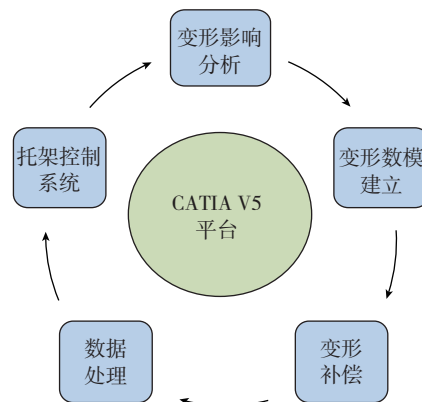 变形影响
分析
变形数模
建立
变形
补偿
数据
处理
托架控制
系统
CATIA V5
平台